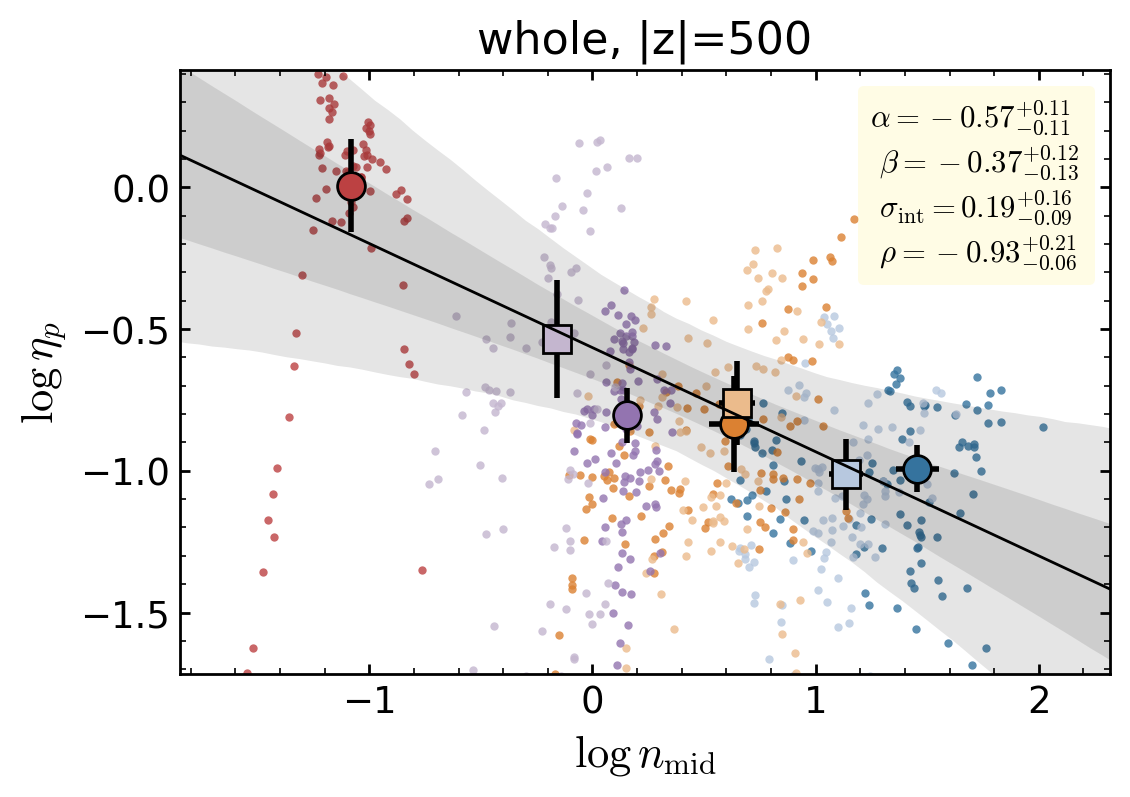 whole, |z|=500
α = −0.57 +0.11 −0.11
β = −0.37 +0.12 −0.13
σint = 0.19 +0.16 −0.09
ρ = −0.93 +0.21 −0.06
log ηp
0.0
−0.5
−1.0
−1.5
−1 0 1 2
log nmid